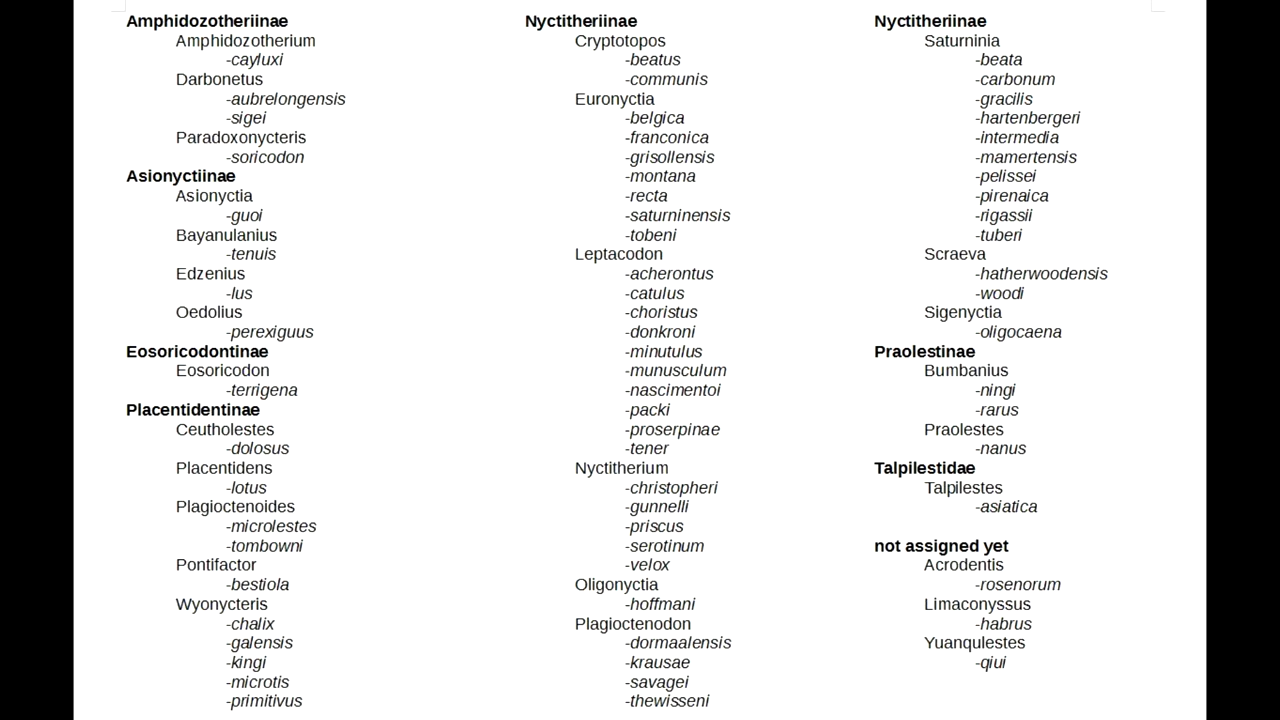 Amphidozotheriinae
Amphidozotherium
-cayluxi
Darbonetus
-aubrelongensis
-sigei
Paradoxonycteris
-soricodon
Asionyctiinae
Asionyctia
-guoi
Bayanulanius
-tenuis
Edzenius
-lus
Oedolius
-perexiguus
Eosoricodontinae
Eosoricodon
-terrigena
Placentidentinae
Ceutholestes
-dolosus
Placentidens
-lotus
Plagioctenoides
-microlestes
-tombowni
Pontifactor
-bestiola
Wyonycteris
-chalix
-galensis
-kingi
-microtis
-primitivus
Nyctitheriinae
Cryptotopos
-beatus
-communis
Euronyctia
-belgica
-franconica
-grisollensis
-montana
-recta
-saturninensis
-tobeni
Leptacodon
-acherontus
-catulus
-choristus
-donkroni
-minutulus
-munusculum
-nascimentoi
-packi
-proserpinae
-tener
Nyctitherium
-christopheri
-gunnelli
-priscus
-serotinum
-velox
Oligonyctia
-hoffmani
Plagioctenodon
-dormaalensis
-krausae
-savagei
-thewisseni
Nyctitheriinae
Saturninia
-beata
-carbonum
-gracilis
-hartenbergeri
-intermedia
-mamertensis
-pelissei
-pirenaica
-rigassii
-tuberi
Scraeva
-hatherwoodensis
-woodi
Sigenyctia
-oligocaena
Praolestinae
Bumbanius
-ningi
-rarus
Praolestes
-nanus
Talpilestidae
Talpilestes
-asiatica
not assigned yet
Acrodentis
-rosenorum
Limaconyssus
-habrus
Yuanqulestes
-qiui